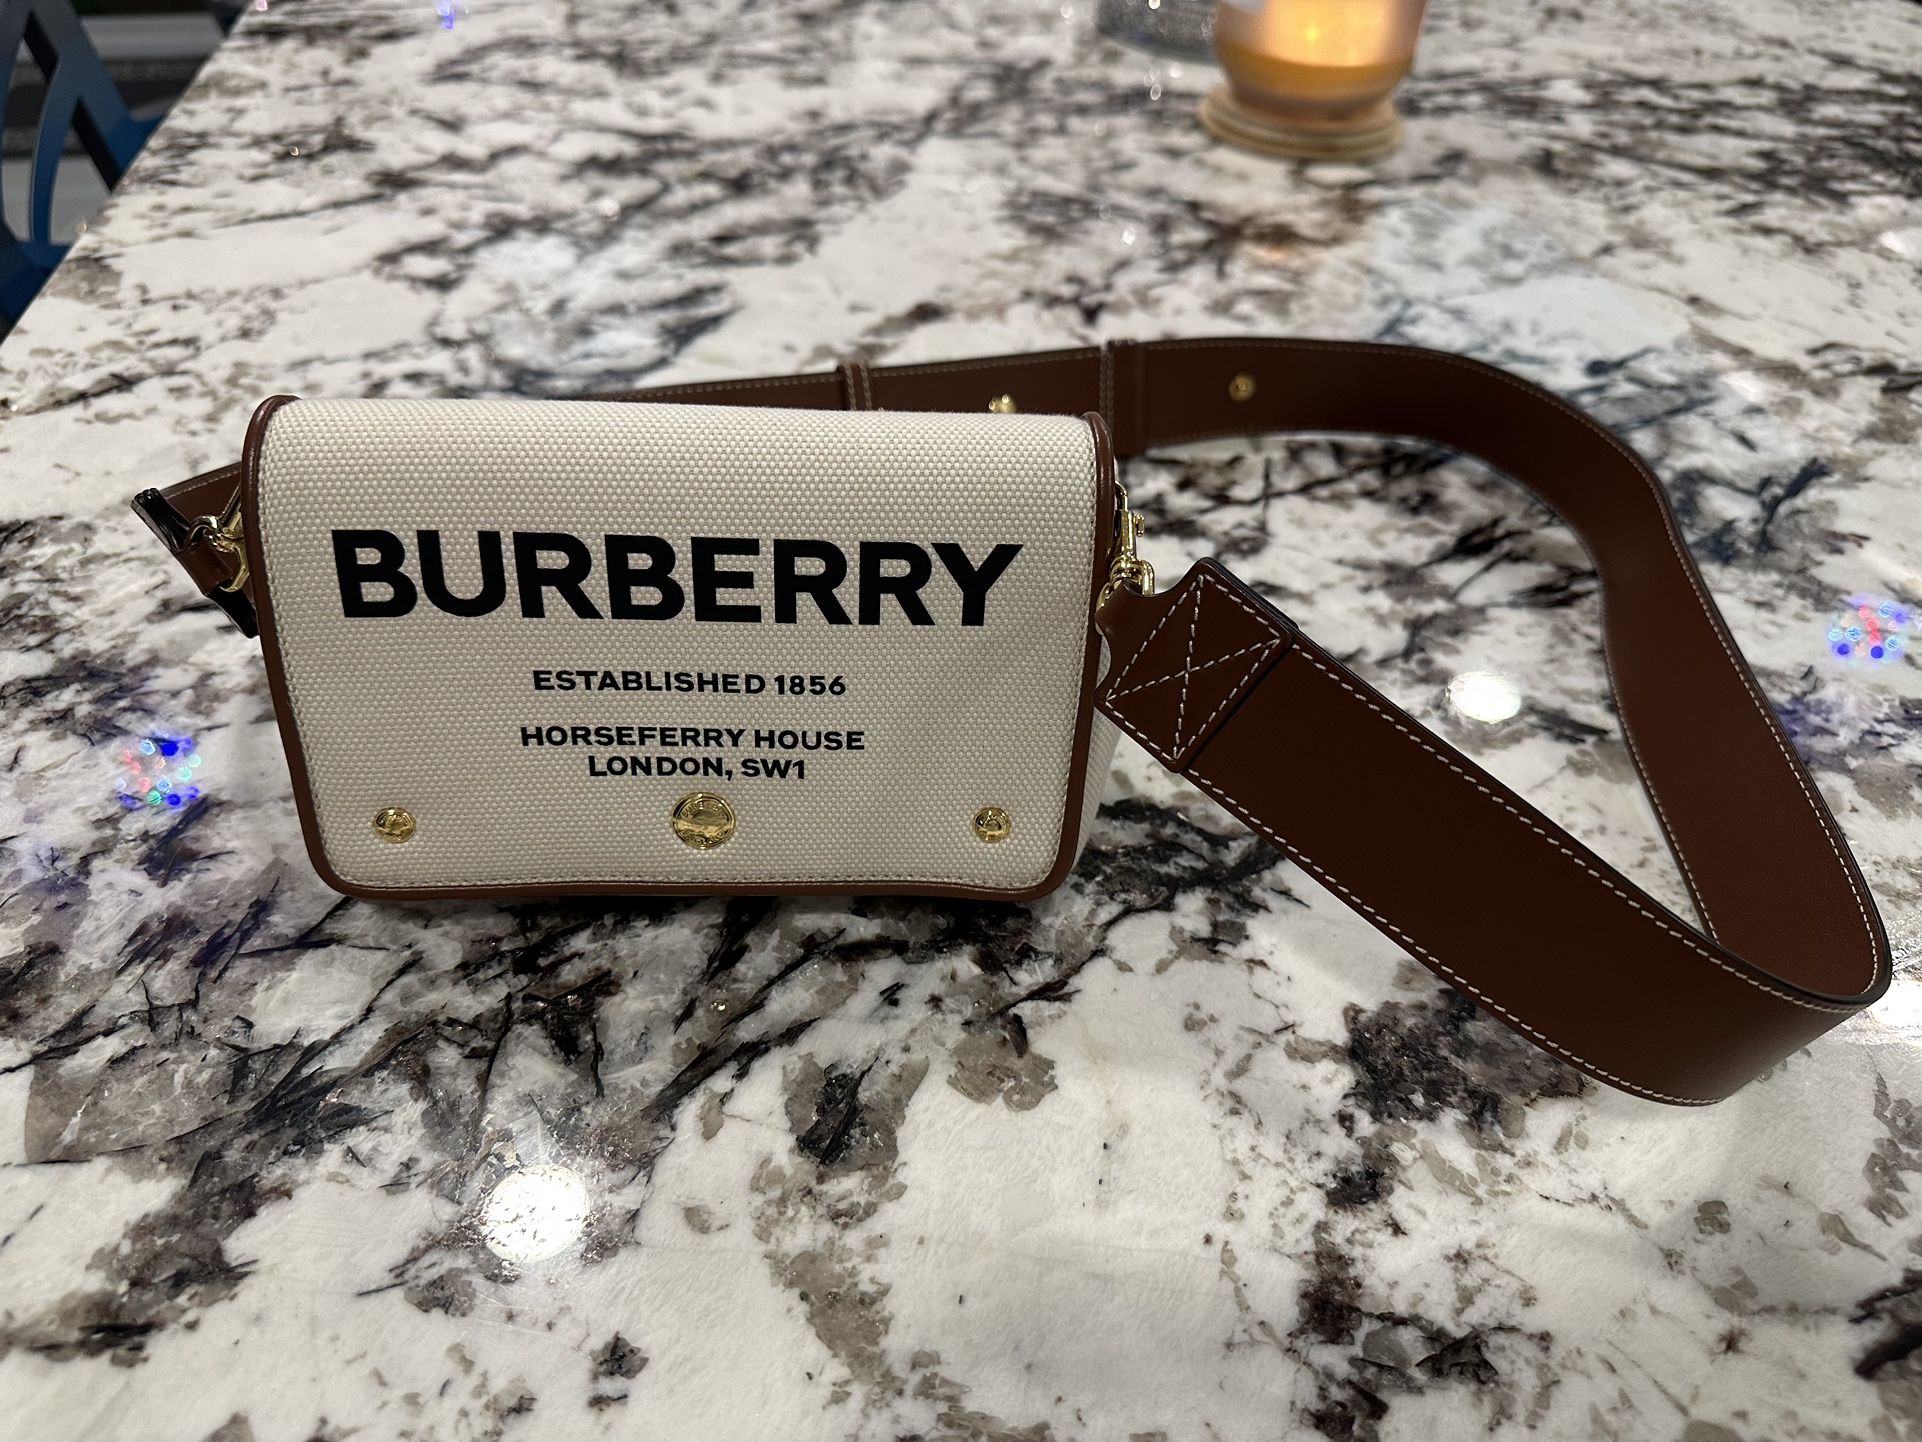 BURBERRY
ESTABLISHED 1856
HORSEFERRY HOUSE
LONDON, SW1